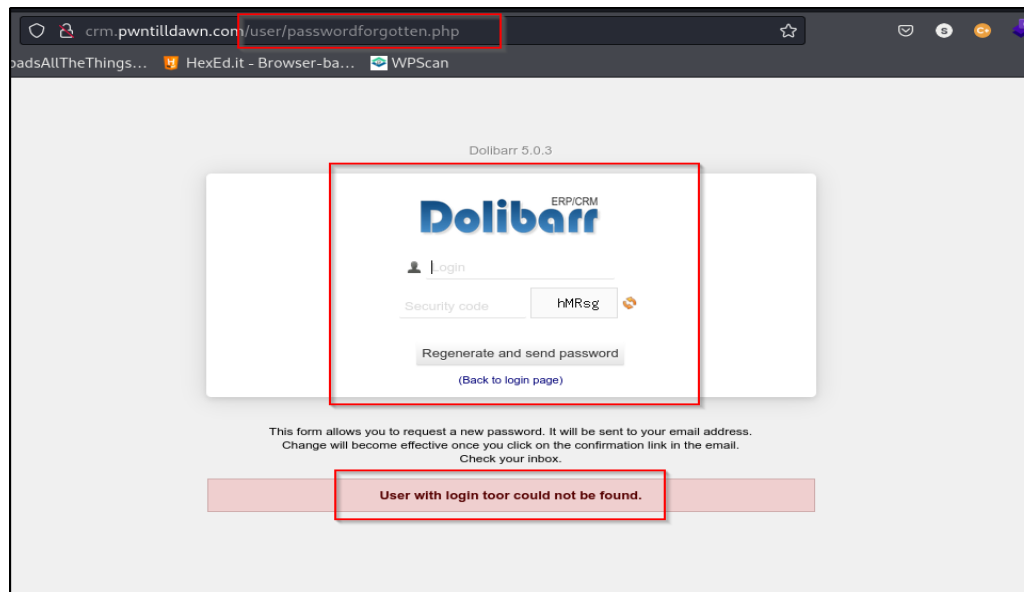 crm.pwntilldawn.com/user/passwordforgotten.php
S
oadsAllTheThings... HexEd.it - Browser-ba... WPScan
Dolibarr 5.0.3
Dolibarr ERP/CRM
Login
Security code hMRsg
Regenerate and send password
(Back to login page)
This form allows you to request a new password. It will be sent to your email address.
Change will become effective once you click on the confirmation link in the email.
Check your inbox.
User with login toor could not be found.